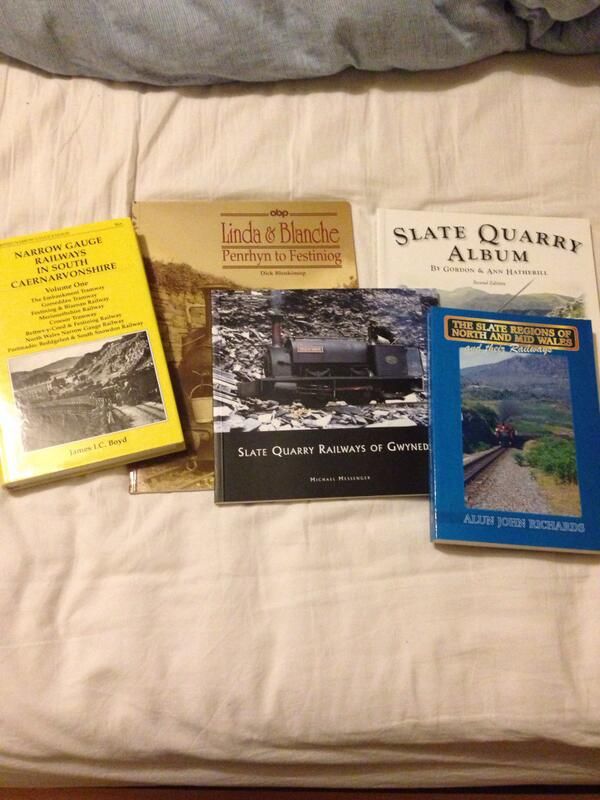 NARROW GAUGE
RAILWAYS
IN SOUTH
CAERNARVONSHIRE
Volume One
The Embankment Tramway
Gorseddau Tramway
Festiniog & Blaenau Railway
Merionethshire Railway
Croesor Tramway
Bettws-y-Coed & Festiniog Railway
North Wales Narrow Gauge Railway
Portmadoc Beddgelert & South Snowdon Railway
James I.C. Boyd
abp
Linda & Blanche
Penrhyn to Festiniog
Dick Blenkinsop
SLATE QUARRY
ALBUM
BY GORDON & ANN HATHERILL
Second Edition
SLATE QUARRY RAILWAYS OF GWYNED
MICHAEL MESSENGER
THE SLATE REGIONS OF
NORTH AND MID WALES
and their Railways
ALUN JOHN RICHARDS